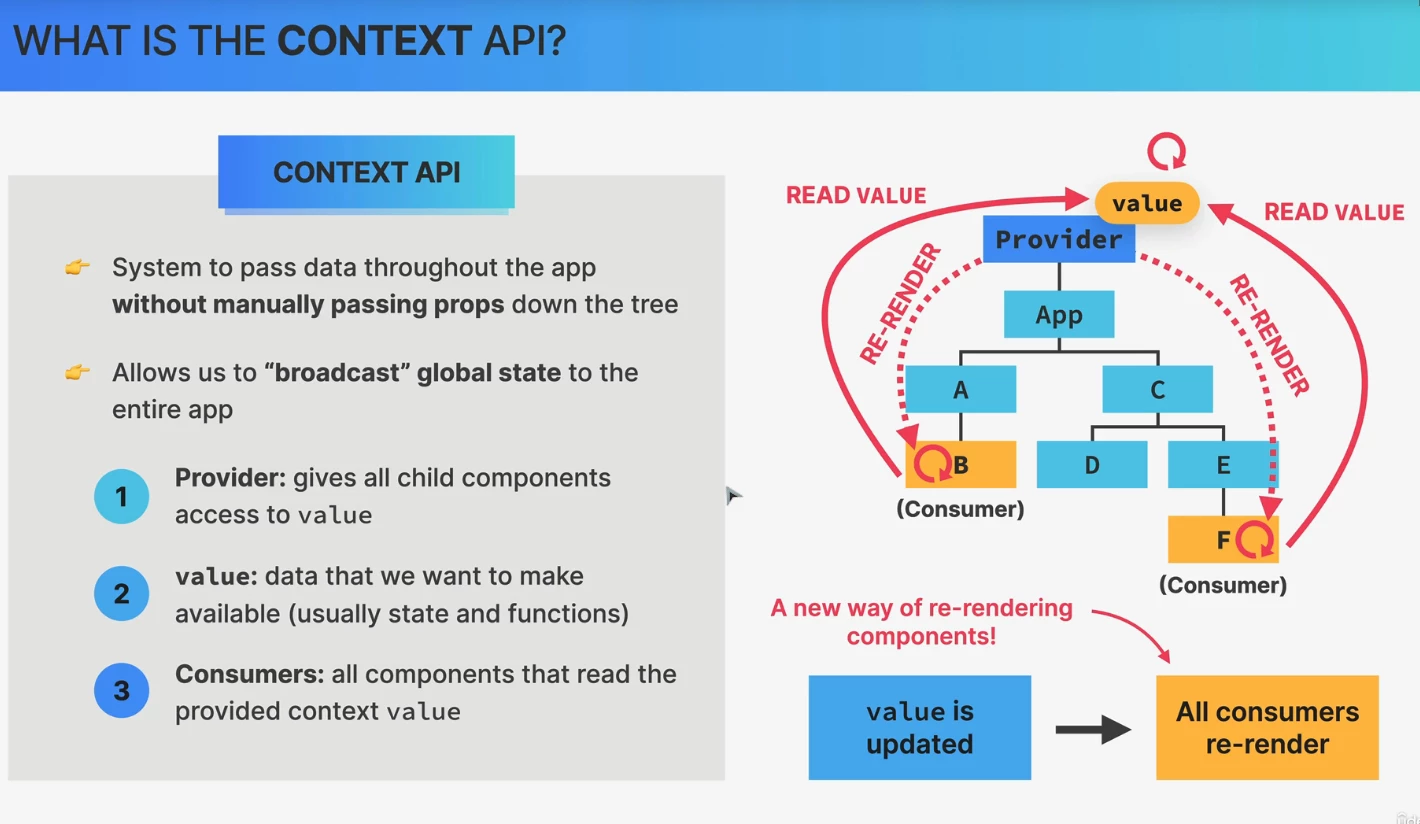 WHAT IS THE CONTEXT API?
CONTEXT API
👉 System to pass data throughout the app
without manually passing props down the tree
👉 Allows us to “broadcast” global state to the
entire app
1 Provider: gives all child components
access to value
2 value: data that we want to make
available (usually state and functions)
3 Consumers: all components that read the
provided context value
READ VALUE
value
READ VALUE
Provider
RE-RENDER
RE-RENDER
App
A
C
B
D
E
(Consumer)
F
(Consumer)
A new way of re-rendering
components!
value is
updated
All consumers
re-render